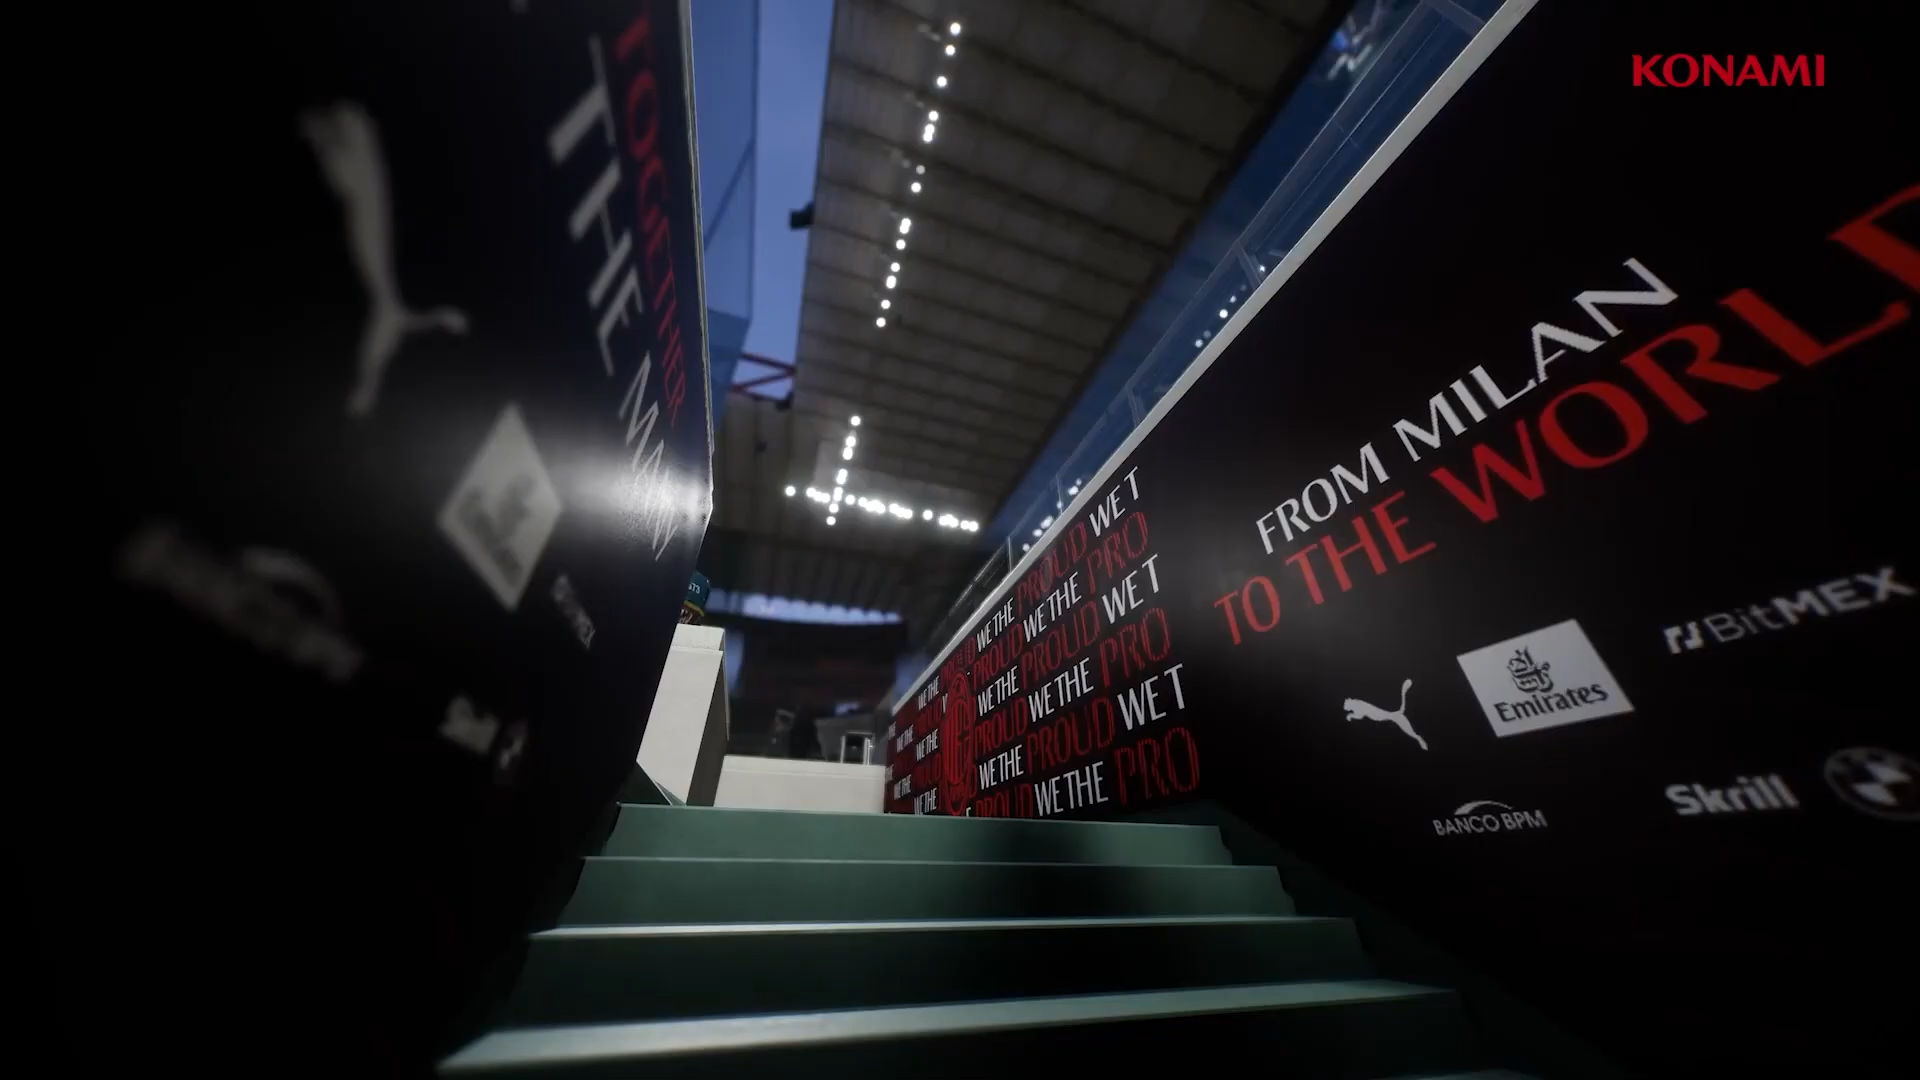 KONAMI
TOGETHER
THE
FROM MILAN
TO THE WORLD
WE THE PROUD WE T
PROUD WE THE PRO
WE THE PROUD WE T
PROUD WE THE PRO
WE THE PROUD WE T
PROUD WE THE PRO
BitMEX
Emirates
Skrill
BANCO BPM